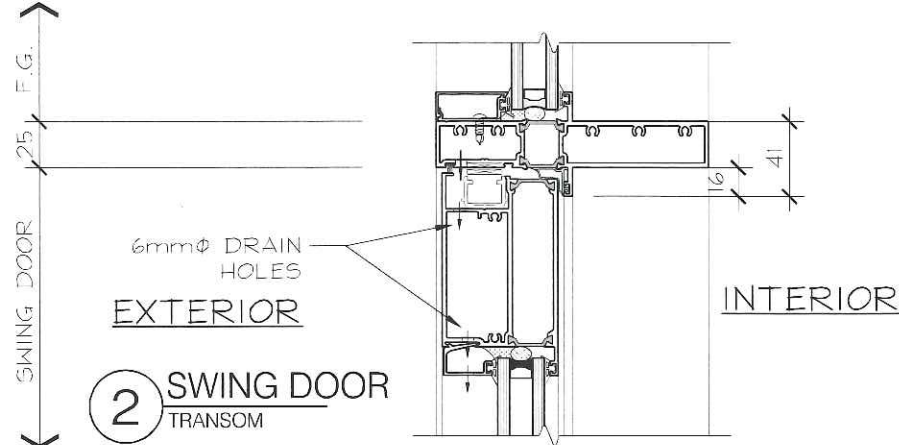 F.G.
25
SWING DOOR
41
16
6mmØ DRAIN
HOLES
EXTERIOR
INTERIOR
2
SWING DOOR
TRANSOM